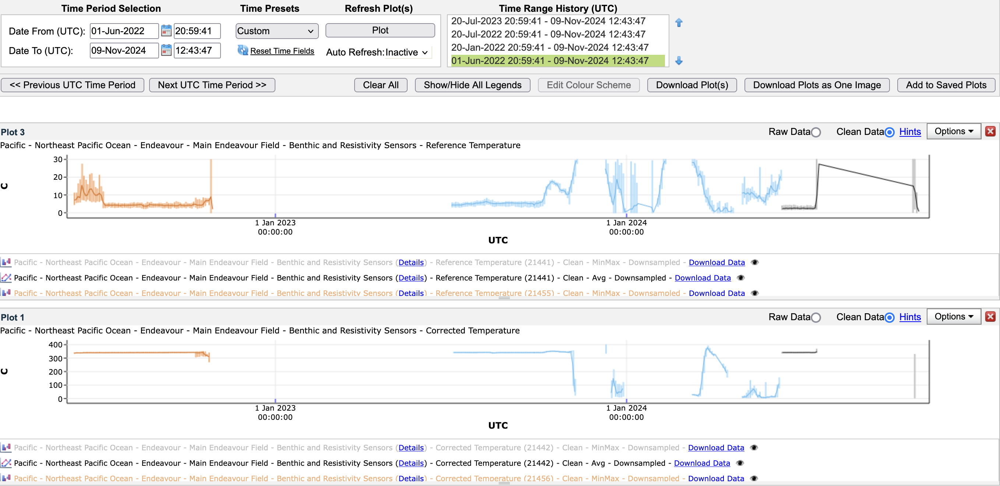 Time Period Selection Time Presets Refresh Plot(s) Time Range History (UTC)
20-Jul-2023 20:59:41 - 09-Nov-2024 12:43:47
Date From (UTC): 01-Jun-2022 20:59:41 Custom Plot
20-Jul-2022 20:59:41 - 09-Nov-2024 12:43:47
20-Jan-2022 20:59:41 - 09-Nov-2024 12:43:47
Date To (UTC): 09-Nov-2024 12:43:47 Reset Time Fields Auto Refresh: Inactive
01-Jun-2022 20:59:41 - 09-Nov-2024 12:43:47
<< Previous UTC Time Period Next UTC Time Period >> Clear All Show/Hide All Legends Edit Colour Scheme Download Plot(s) Download Plots as One Image Add to Saved Plots
Plot 3 Raw Data Clean Data Hints Options
Pacific - Northeast Pacific Ocean - Endeavour - Main Endeavour Field - Benthic and Resistivity Sensors - Reference Temperature
30
20
C
10
0
1 Jan 2023 1 Jan 2024
00:00:00 00:00:00
UTC
Pacific - Northeast Pacific Ocean - Endeavour - Main Endeavour Field - Benthic and Resistivity Sensors (Details) - Reference Temperature (21441) - Clean - MinMax - Downsampled - Download Data
Pacific - Northeast Pacific Ocean - Endeavour - Main Endeavour Field - Benthic and Resistivity Sensors (Details) - Reference Temperature (21441) - Clean - Avg - Downsampled - Download Data
Pacific - Northeast Pacific Ocean - Endeavour - Main Endeavour Field - Benthic and Resistivity Sensors (Details) - Reference Temperature (21455) - Clean - MinMax - Downsampled - Download Data
Plot 1 Raw Data Clean Data Hints Options
Pacific - Northeast Pacific Ocean - Endeavour - Main Endeavour Field - Benthic and Resistivity Sensors - Corrected Temperature
400
300
C
200
100
0
1 Jan 2023 1 Jan 2024
00:00:00 00:00:00
UTC
Pacific - Northeast Pacific Ocean - Endeavour - Main Endeavour Field - Benthic and Resistivity Sensors (Details) - Corrected Temperature (21442) - Clean - MinMax - Downsampled - Download Data
Pacific - Northeast Pacific Ocean - Endeavour - Main Endeavour Field - Benthic and Resistivity Sensors (Details) - Corrected Temperature (21442) - Clean - Avg - Downsampled - Download Data
Pacific - Northeast Pacific Ocean - Endeavour - Main Endeavour Field - Benthic and Resistivity Sensors (Details) - Corrected Temperature (21456) - Clean - MinMax - Downsampled - Download Data